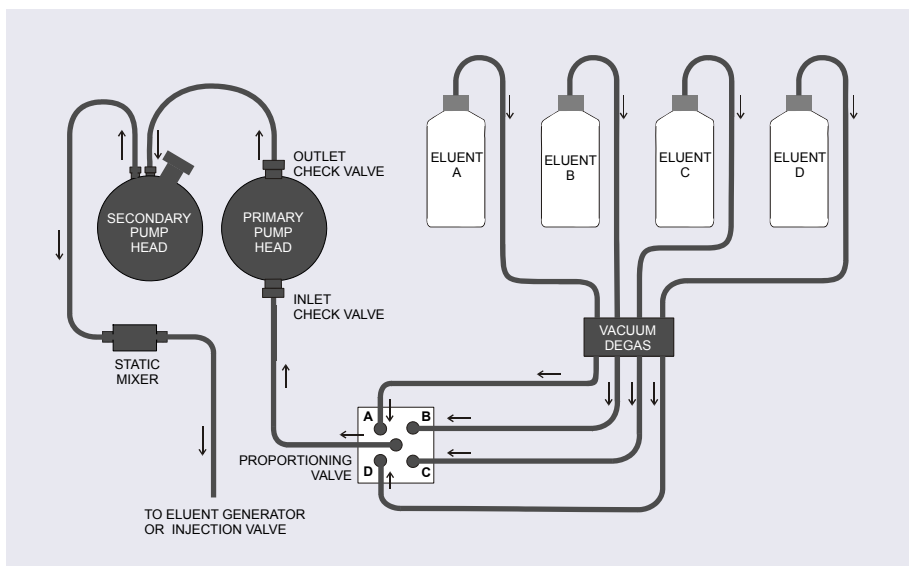 ELUENT
A
ELUENT
B
ELUENT
C
ELUENT
D
OUTLET
CHECK VALVE
SECONDARY
PUMP
HEAD
PRIMARY
PUMP
HEAD
INLET
CHECK VALVE
VACUUM
DEGAS
STATIC
MIXER
A
B
D
C
PROPORTIONING
VALVE
TO ELUENT GENERATOR
OR INJECTION VALVE